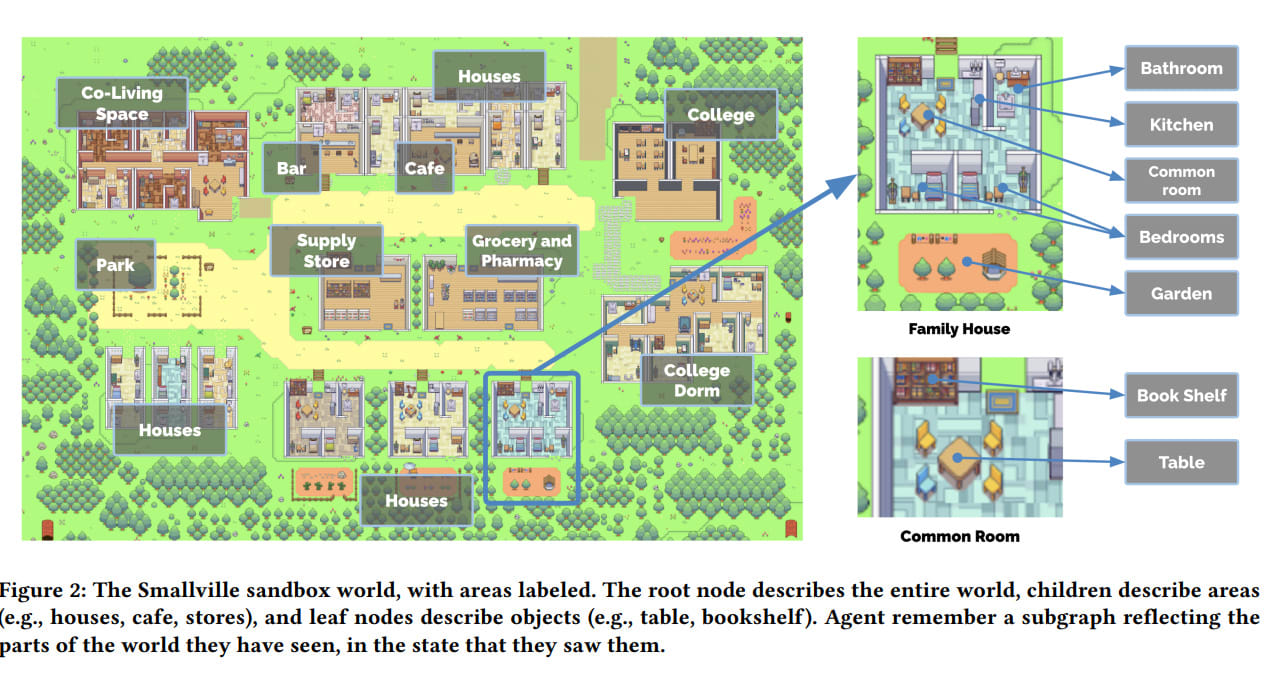 Co-Living
Space
Houses
College
Bar
Cafe
Supply
Store
Grocery and
Pharmacy
Park
College
Dorm
Houses
Houses
Bathroom
Kitchen
Common
room
Bedrooms
Garden
Family House
Book Shelf
Table
Common Room
Figure 2: The Smallville sandbox world, with areas labeled. The root node describes the entire world, children describe areas
(e.g., houses, cafe, stores), and leaf nodes describe objects (e.g., table, bookshelf). Agent remember a subgraph reflecting the
parts of the world they have seen, in the state that they saw them.